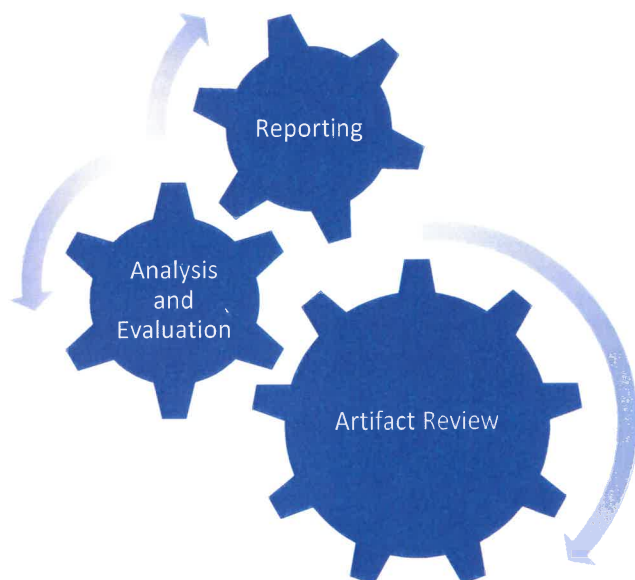 Reporting
Analysis
and
Evaluation
Artifact Review